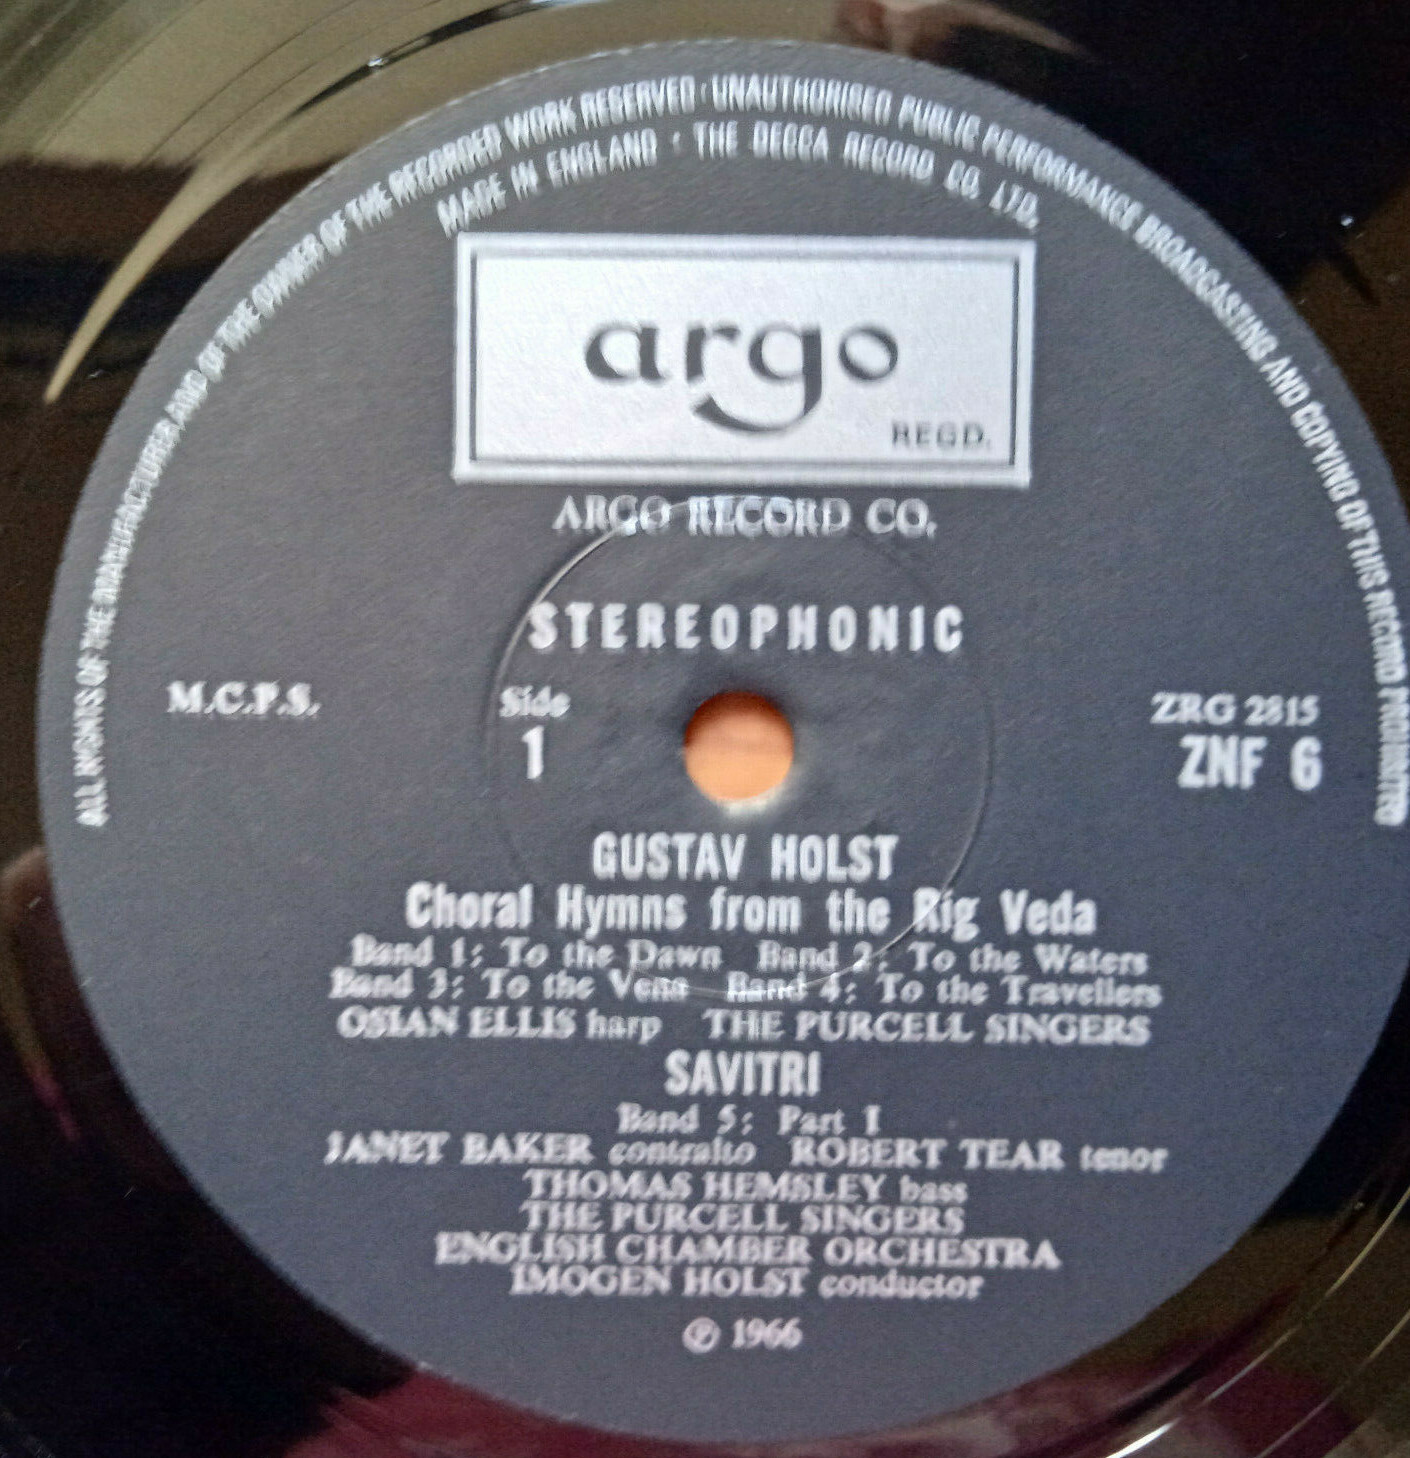 ALL RIGHTS OF THE MANUFACTURER AND OF THE OWNER OF THE RECORDED WORK RESERVED · UNAUTHORISED PUBLIC PERFORMANCE BROADCASTING AND COPYING OF THIS RECORD PROHIBITED
MADE IN ENGLAND · THE DECCA RECORD CO. LTD.
argo
REGD.
ARGO RECORD CO.
STEREOPHONIC
M.C.P.S. Side ZRG 2815
1 ZNF 6
GUSTAV HOLST
Choral Hymns from the Rig Veda
Band 1: To the Dawn Band 2: To the Waters
Band 3: To the Vena Band 4: To the Travellers
OSIAN ELLIS harp THE PURCELL SINGERS
SAVITRI
Band 5: Part I
JANET BAKER contralto ROBERT TEAR tenor
THOMAS HEMSLEY bass
THE PURCELL SINGERS
ENGLISH CHAMBER ORCHESTRA
IMOGEN HOLST conductor
℗ 1966